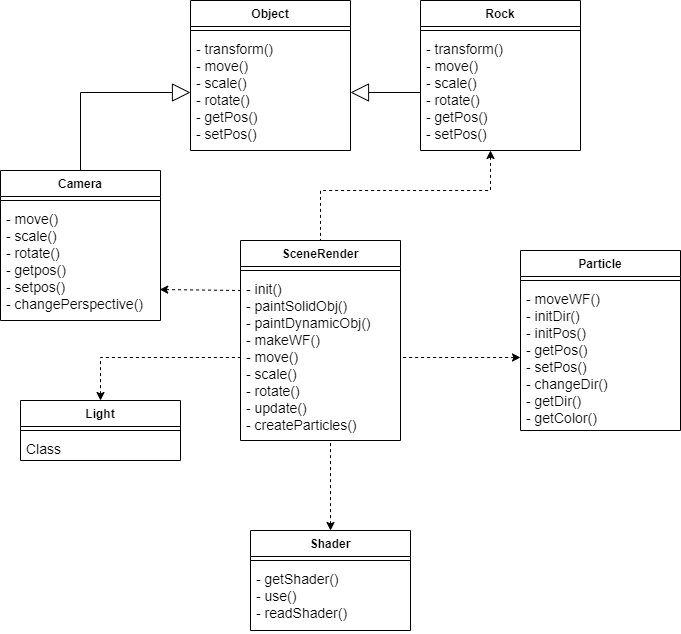 Object
- transform()
- move()
- scale()
- rotate()
- getPos()
- setPos()
Rock
- transform()
- move()
- scale()
- rotate()
- getPos()
- setPos()
Camera
- move()
- scale()
- rotate()
- getpos()
- setpos()
- changePerspective()
SceneRender
- init()
- paintSolidObj()
- paintDynamicObj()
- makeWF()
- move()
- scale()
- rotate()
- update()
- createParticles()
Particle
- moveWF()
- initDir()
- initPos()
- getPos()
- setPos()
- changeDir()
- getDir()
- getColor()
Light
Class
Shader
- getShader()
- use()
- readShader()